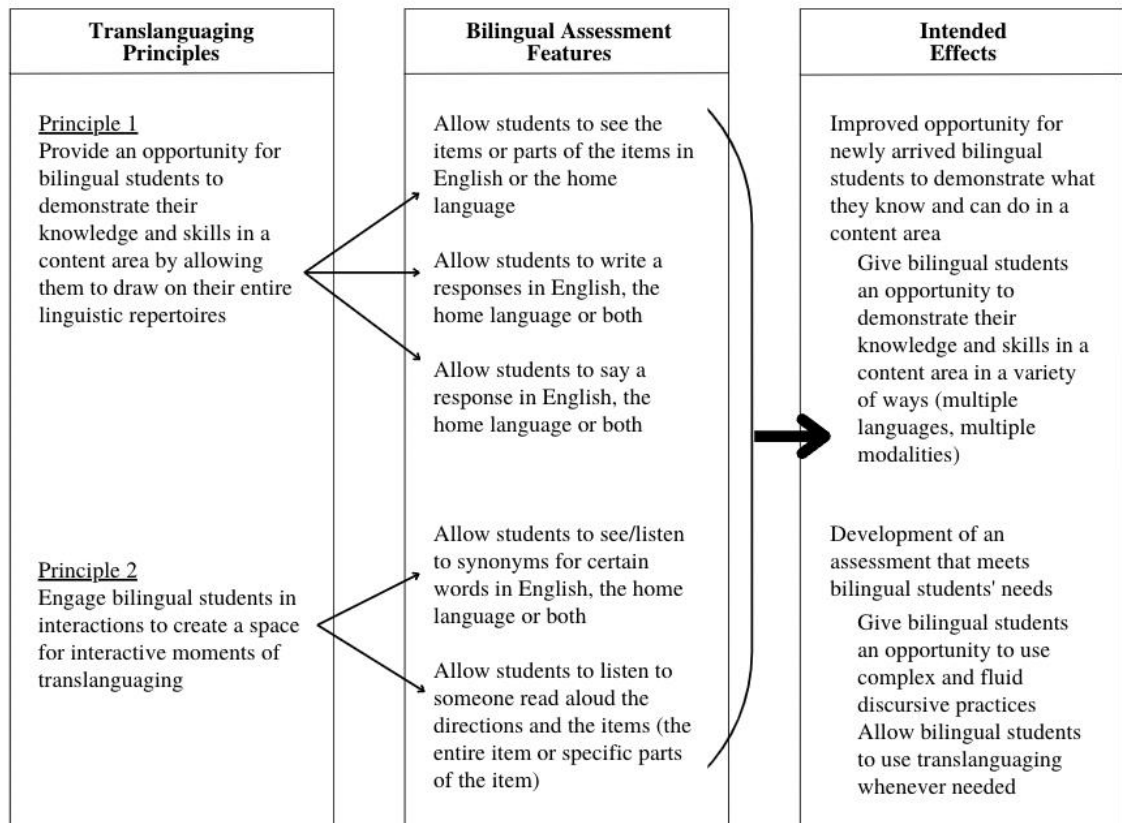 Translanguaging
Principles
Principle 1
Provide an opportunity for
bilingual students to
demonstrate their
knowledge and skills in a
content area by allowing
them to draw on their entire
linguistic repertoires
Principle 2
Engage bilingual students in
interactions to create a space
for interactive moments of
translanguaging
Bilingual Assessment
Features
Allow students to see the
items or parts of the items in
English or the home
language
Allow students to write a
responses in English, the
home language or both
Allow students to say a
response in English, the
home language or both
Allow students to see/listen
to synonyms for certain
words in English, the home
language or both
Allow students to listen to
someone read aloud the
directions and the items (the
entire item or specific parts
of the item)
Intended
Effects
Improved opportunity for
newly arrived bilingual
students to demonstrate what
they know and can do in a
content area
Give bilingual students
an opportunity to
demonstrate their
knowledge and skills in a
content area in a variety
of ways (multiple
languages, multiple
modalities)
Development of an
assessment that meets
bilingual students' needs
Give bilingual students
an opportunity to use
complex and fluid
discursive practices
Allow bilingual students
to use translanguaging
whenever needed